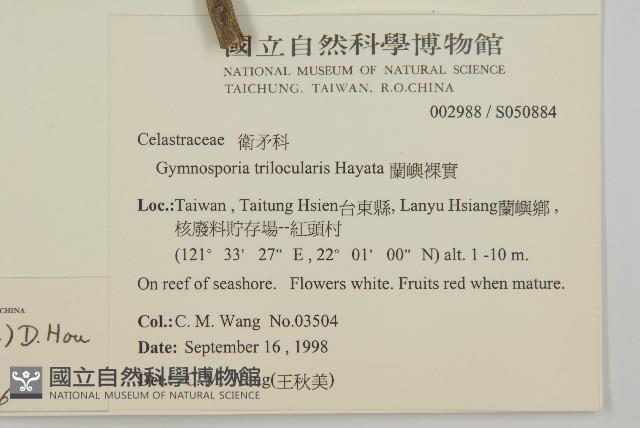 國立自然科學博物館
NATIONAL MUSEUM OF NATURAL SCIENCE
TAICHUNG, TAIWAN, R.O.CHINA
002988 / S050884
Celastraceae 衛矛科
Gymnosporia trilocularis Hayata 蘭嶼裸實
Loc.:Taiwan , Taitung Hsien台東縣, Lanyu Hsiang蘭嶼鄉 ,
核廢料貯存場--紅頭村
(121° 33’ 27” E , 22° 01’ 00” N) alt. 1 -10 m.
On reef of seashore. Flowers white. Fruits red when mature.
Col.: C. M. Wang No.03504
Date: September 16 , 1998
Det.: C. M. Wang(王秋美)
CHINA
) D. Hou
國立自然科學博物館
NATIONAL MUSEUM OF NATURAL SCIENCE